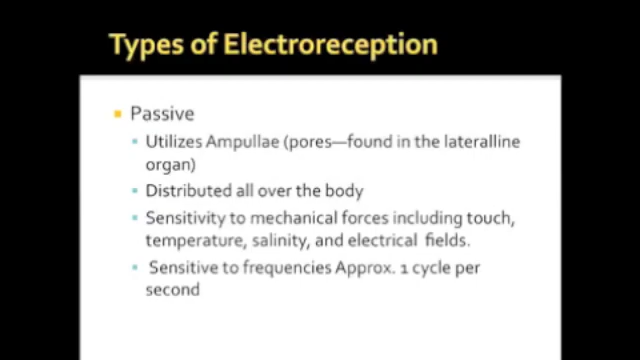 Types of Electroreception
Passive
Utilizes Ampullae (pores—found in the lateralline
organ)
Distributed all over the body
Sensitivity to mechanical forces including touch,
temperature, salinity, and electrical fields.
Sensitive to frequencies Approx. 1 cycle per
second